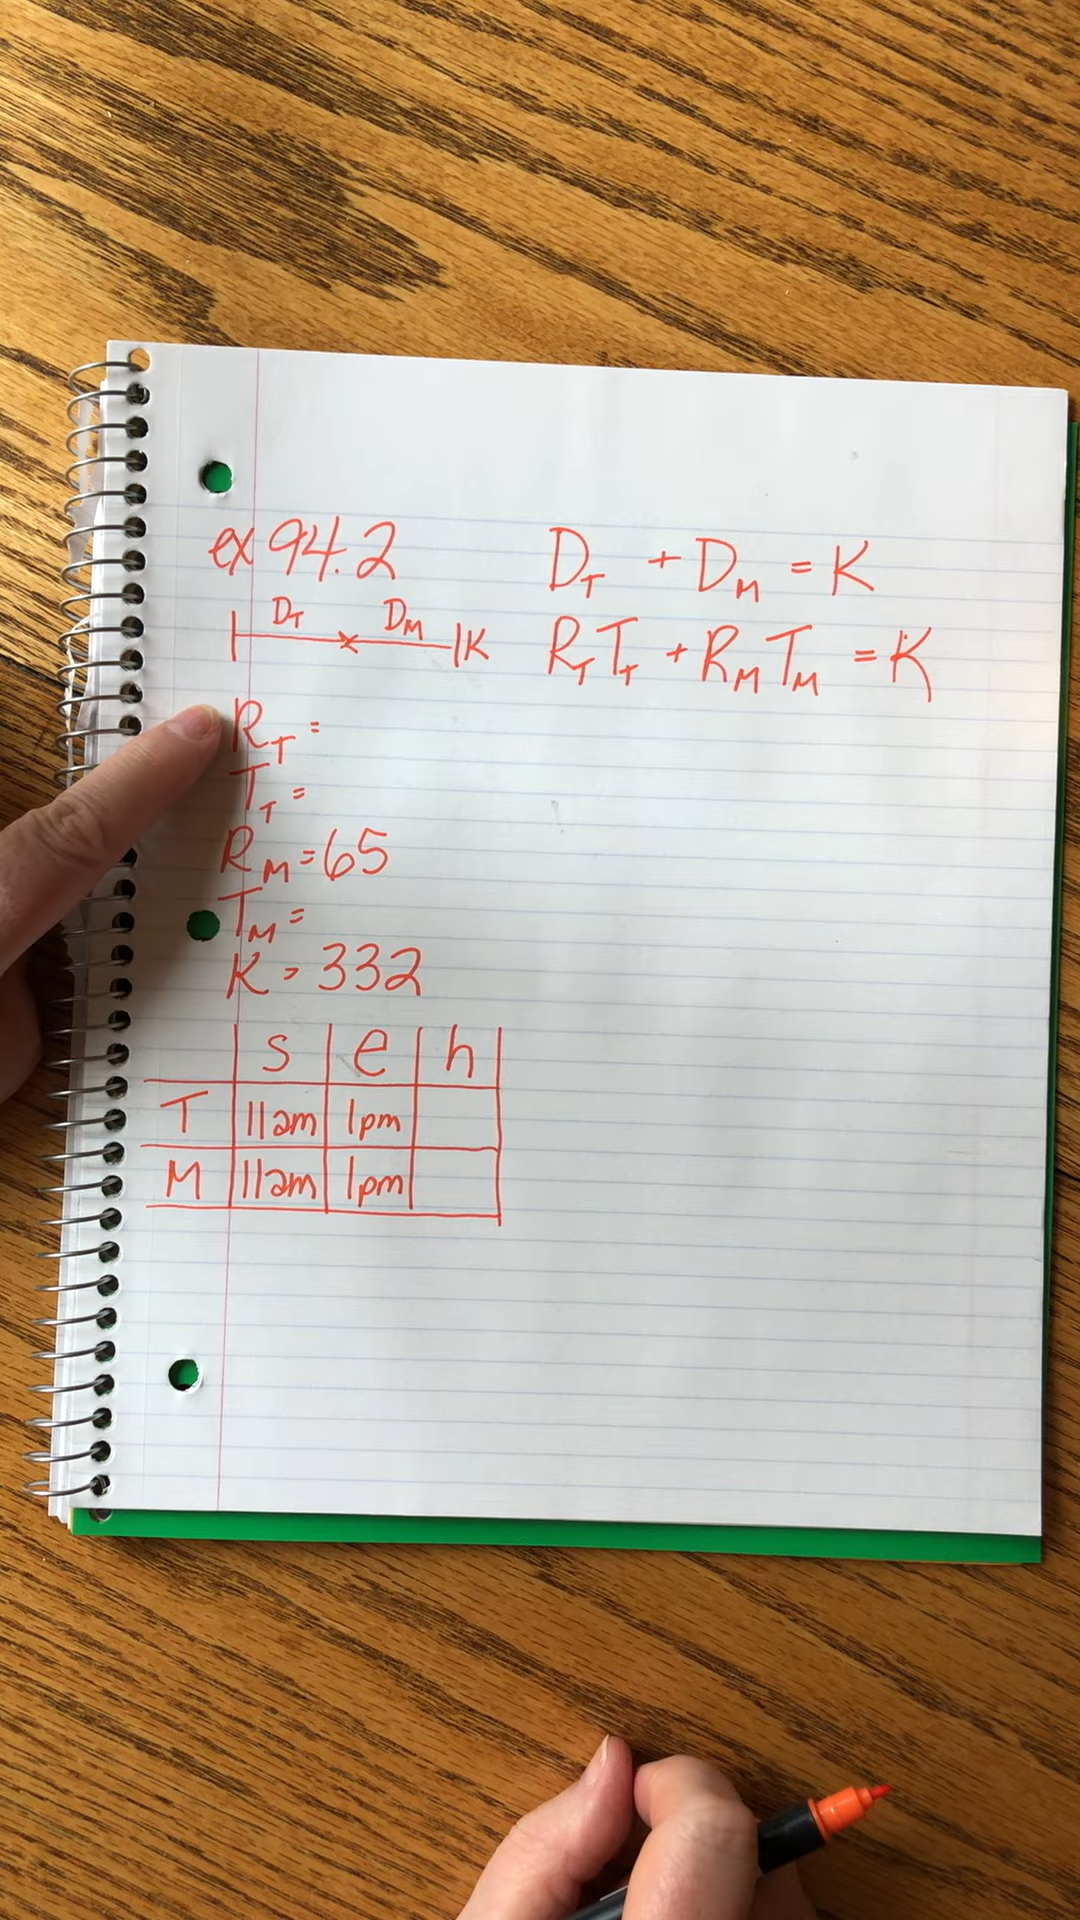 ex 94.2
D_T + D_M = K
D_T D_M K
R_T T_T + R_M T_M = K
R_T =
T_T =
R_M = 65
T_M =
K = 332
s e h
T 11am 1pm
M 11am 1pm